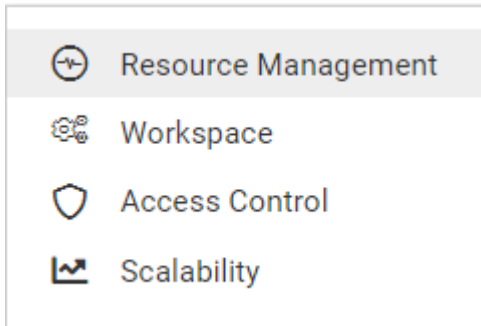 Resource Management
Workspace
Access Control
Scalability